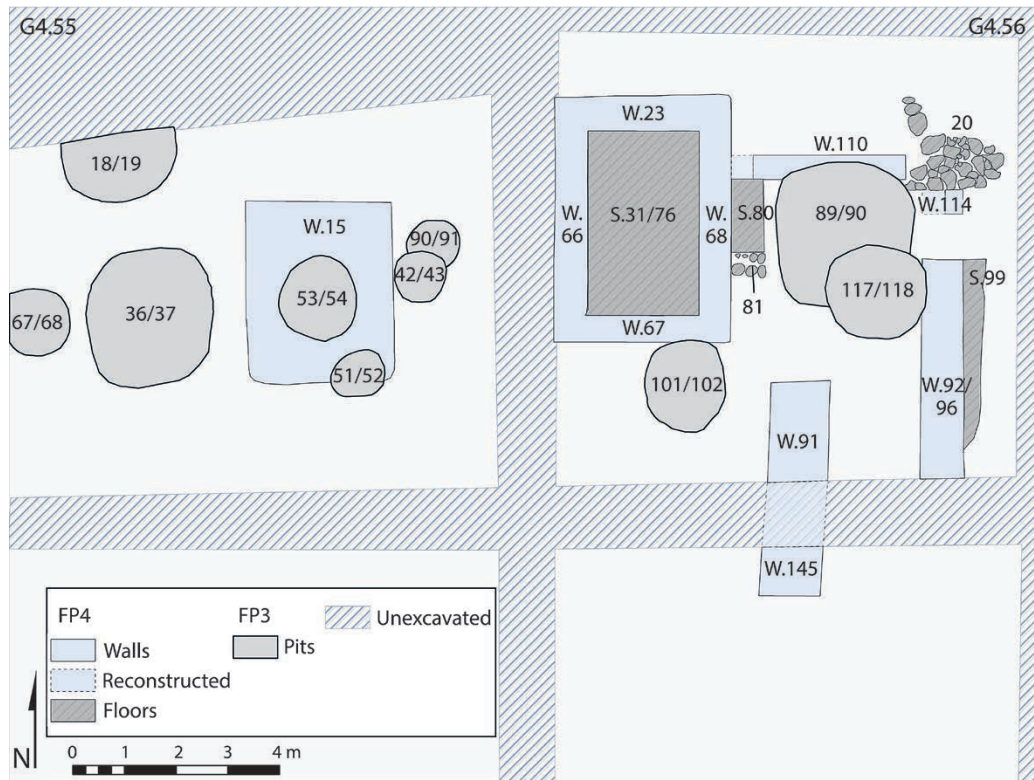 G4.55
G4.56
W.23
20
W.110
18/19
W.
66
S.31/76
W.
68
S.80
89/90
W.114
W.15
90/91
42/43
53/54
36/37
67/68
51/52
W.67
81
117/118
S.99
101/102
W.92/
96
W.91
W.145
FP4
FP3
Unexcavated
Walls
Pits
Reconstructed
Floors
N
0 1 2 3 4 m